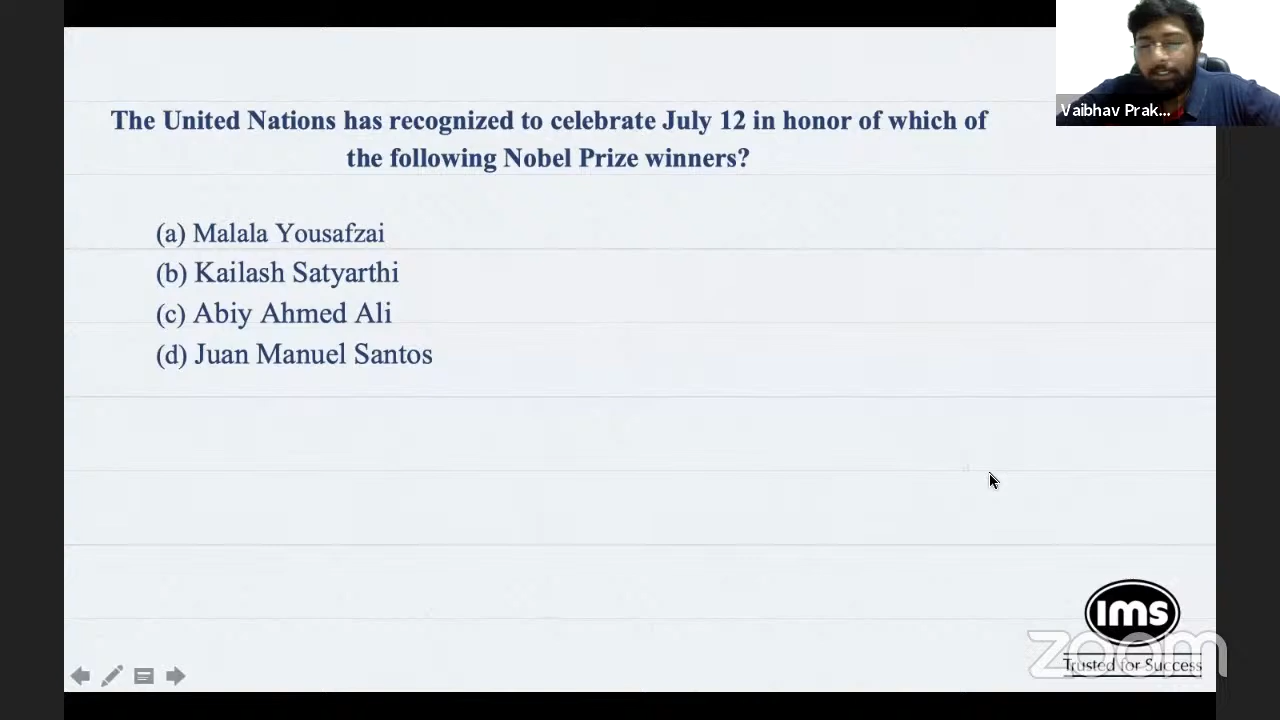 The United Nations has recognized to celebrate July 12 in honor of which of
the following Nobel Prize winners?
(a) Malala Yousafzai
(b) Kailash Satyarthi
(c) Abiy Ahmed Ali
(d) Juan Manuel Santos
Vaibhav Prak...
ims
zoom
Trusted for Success